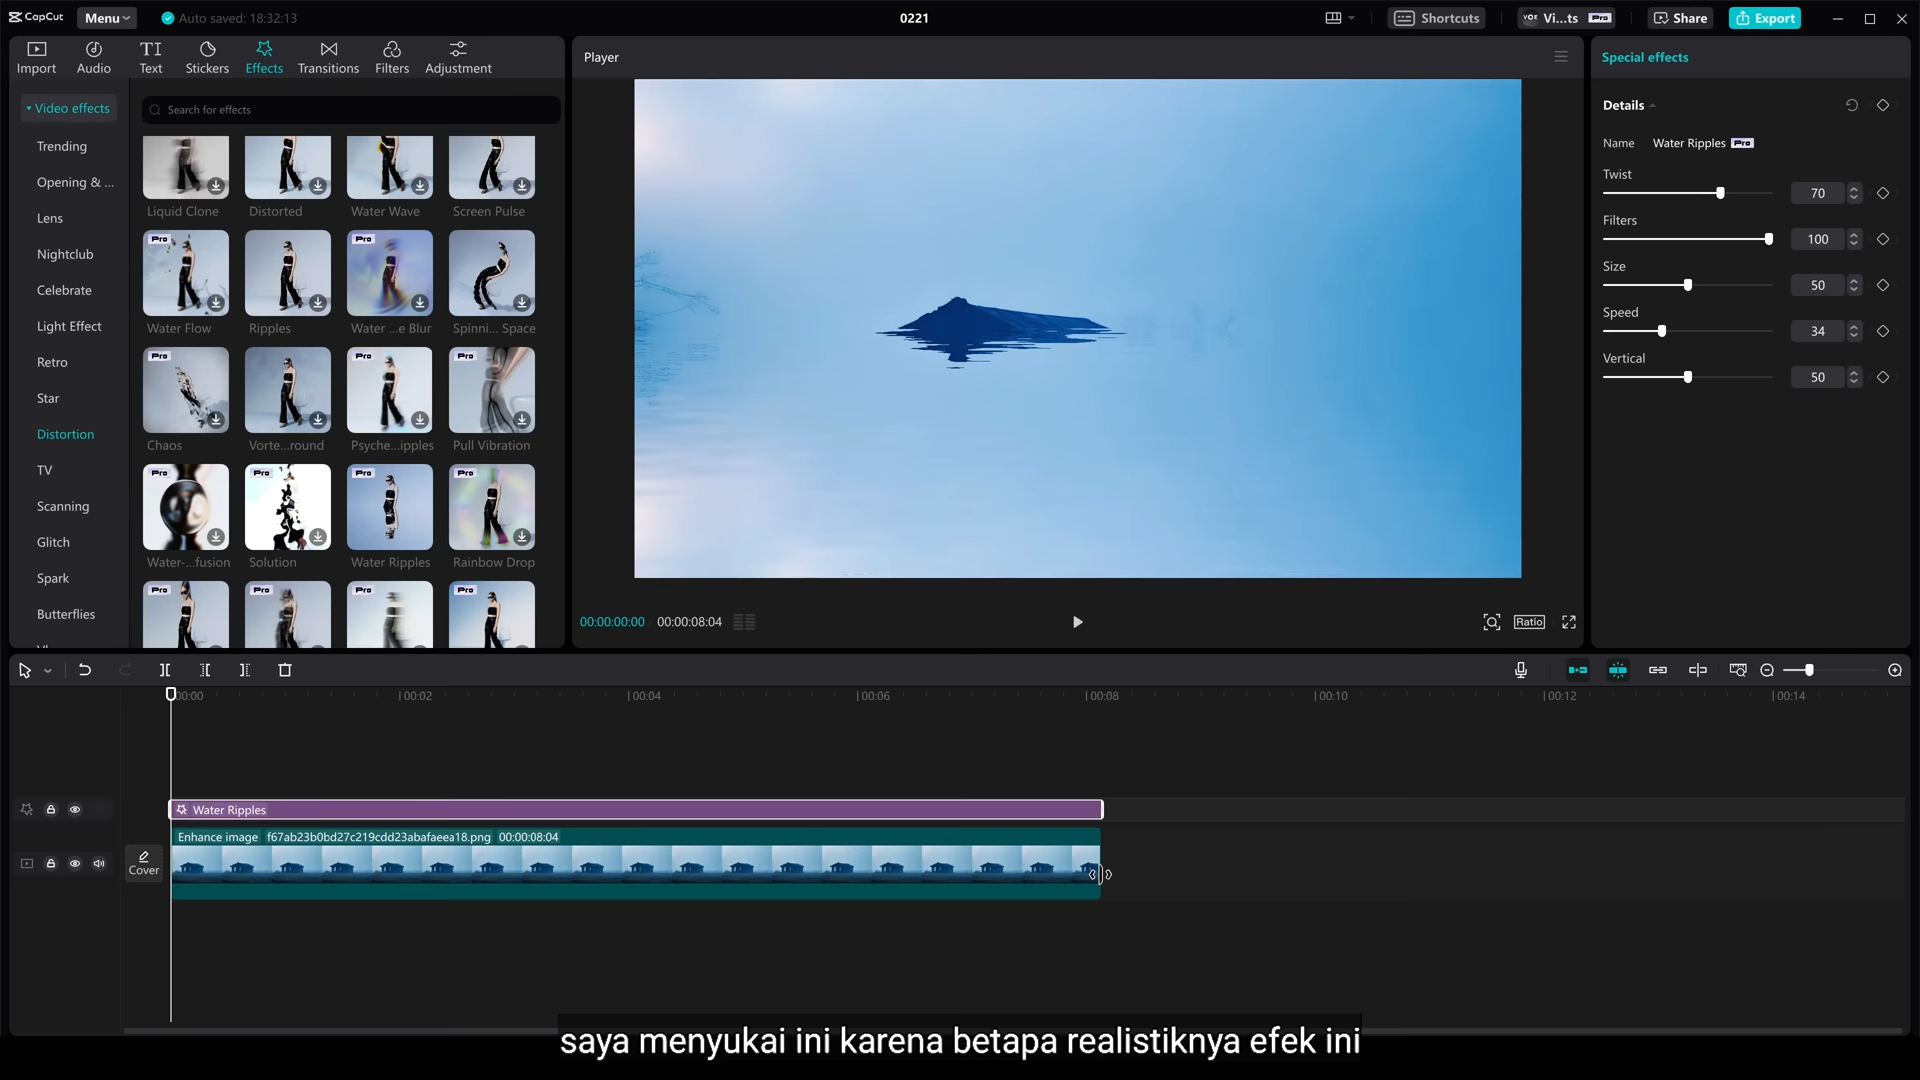 CapCut
Menu
Auto saved: 18:32:13
0221
Shortcuts
Vi...ts Pro
Share
Export
Import
Audio
Text
Stickers
Effects
Transitions
Filters
Adjustment
Player
Special effects
Video effects
Search for effects
Trending
Opening & ...
Lens
Nightclub
Celebrate
Light Effect
Retro
Star
Distortion
TV
Scanning
Glitch
Spark
Butterflies
Liquid Clone
Distorted
Water Wave
Screen Pulse
Pro
Pro
Water Flow
Ripples
Water ...e Blur
Spinni... Space
Pro
Pro
Pro
Chaos
Vorte...round
Psyche...ipples
Pull Vibration
Pro
Pro
Pro
Pro
Water-...fusion
Solution
Water Ripples
Rainbow Drop
Pro
Pro
Pro
Pro
Details
Name Water Ripples Pro
Twist
70
Filters
100
Size
50
Speed
34
Vertical
50
00:00:00:00
00:00:08:04
Ratio
00:00
00:02
00:04
00:06
00:08
00:10
00:12
00:14
Water Ripples
Enhance image f67ab23b0bd27c219cdd23abafaeea18.png 00:00:08:04
Cover
saya menyukai ini karena betapa realistiknya efek ini